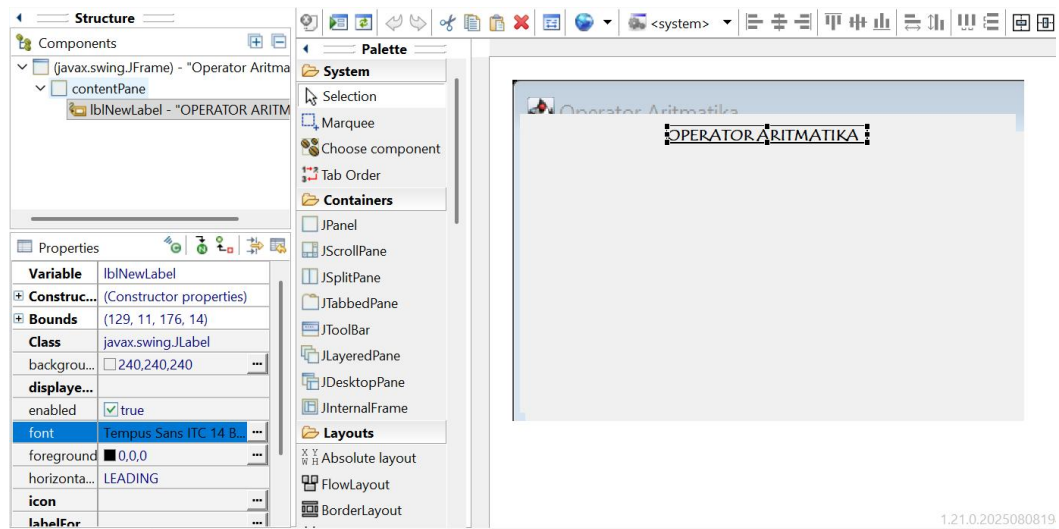 Structure
Components
(javax.swing.JFrame) - "Operator Aritma
contentPane
lblNewLabel - "OPERATOR ARITM
Properties
Variable lblNewLabel
Construc... (Constructor properties)
Bounds (129, 11, 176, 14)
Class javax.swing.JLabel
backgrou... 240,240,240 ...
displaye...
enabled true
font Tempus Sans ITC 14 B... ...
foreground 0,0,0 ...
horizonta... LEADING
icon ...
labelFor ...
Palette
System
Selection
Marquee
Choose component
Tab Order
Containers
JPanel
JScrollPane
JSplitPane
JTabbedPane
JToolBar
JLayeredPane
JDesktopPane
JInternalFrame
Layouts
Absolute layout
FlowLayout
BorderLayout
<system>
Operator Aritmatika
OPERATOR ARITMATIKA
1.21.0.2025080819